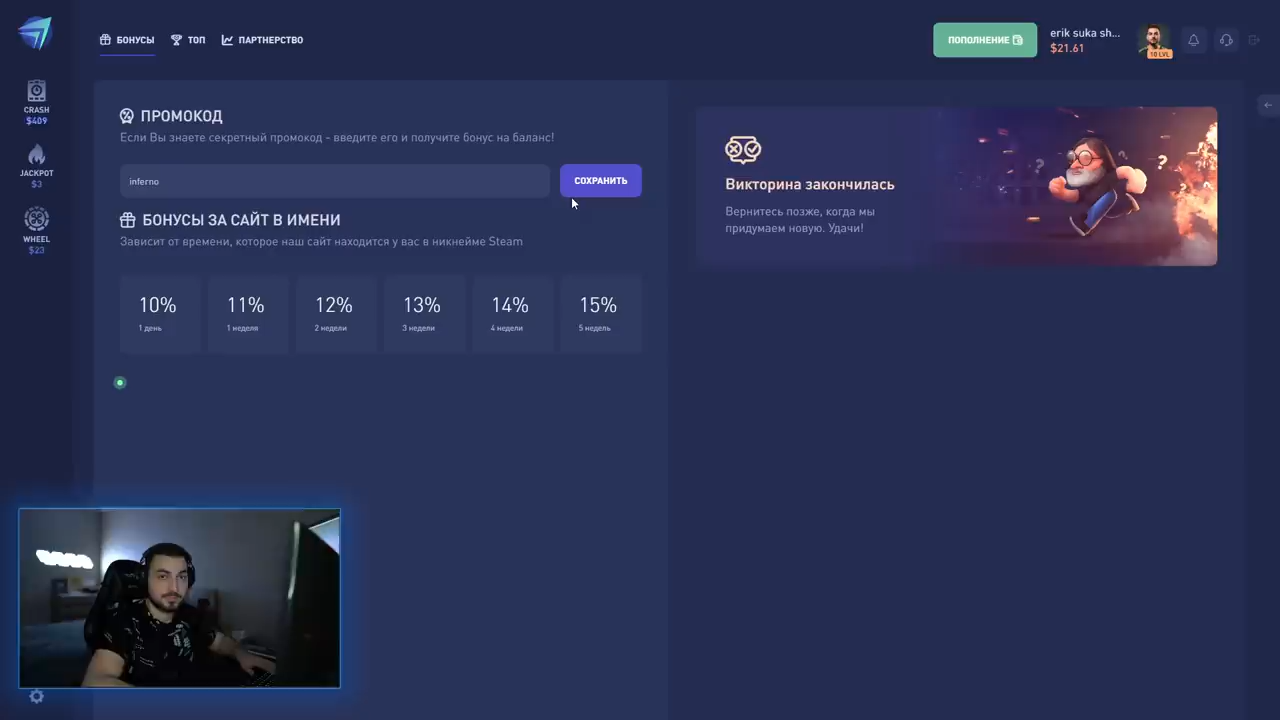 БОНУСЫ
ТОП
ПАРТНЕРСТВО
ПОПОЛНЕНИЕ
erik suka sh...
$21.61
10 LVL
CRASH
$409
JACKPOT
$3
WHEEL
$23
ПРОМОКОД
Если Вы знаете секретный промокод - введите его и получите бонус на баланс!
inferno
СОХРАНИТЬ
БОНУСЫ ЗА САЙТ В ИМЕНИ
Зависит от времени, которое наш сайт находится у вас в никнейме Steam
10%
1 день
11%
1 неделя
12%
2 недели
13%
3 недели
14%
4 недели
15%
5 недель
Викторина закончилась
Вернитесь позже, когда мы
придумаем новую. Удачи!